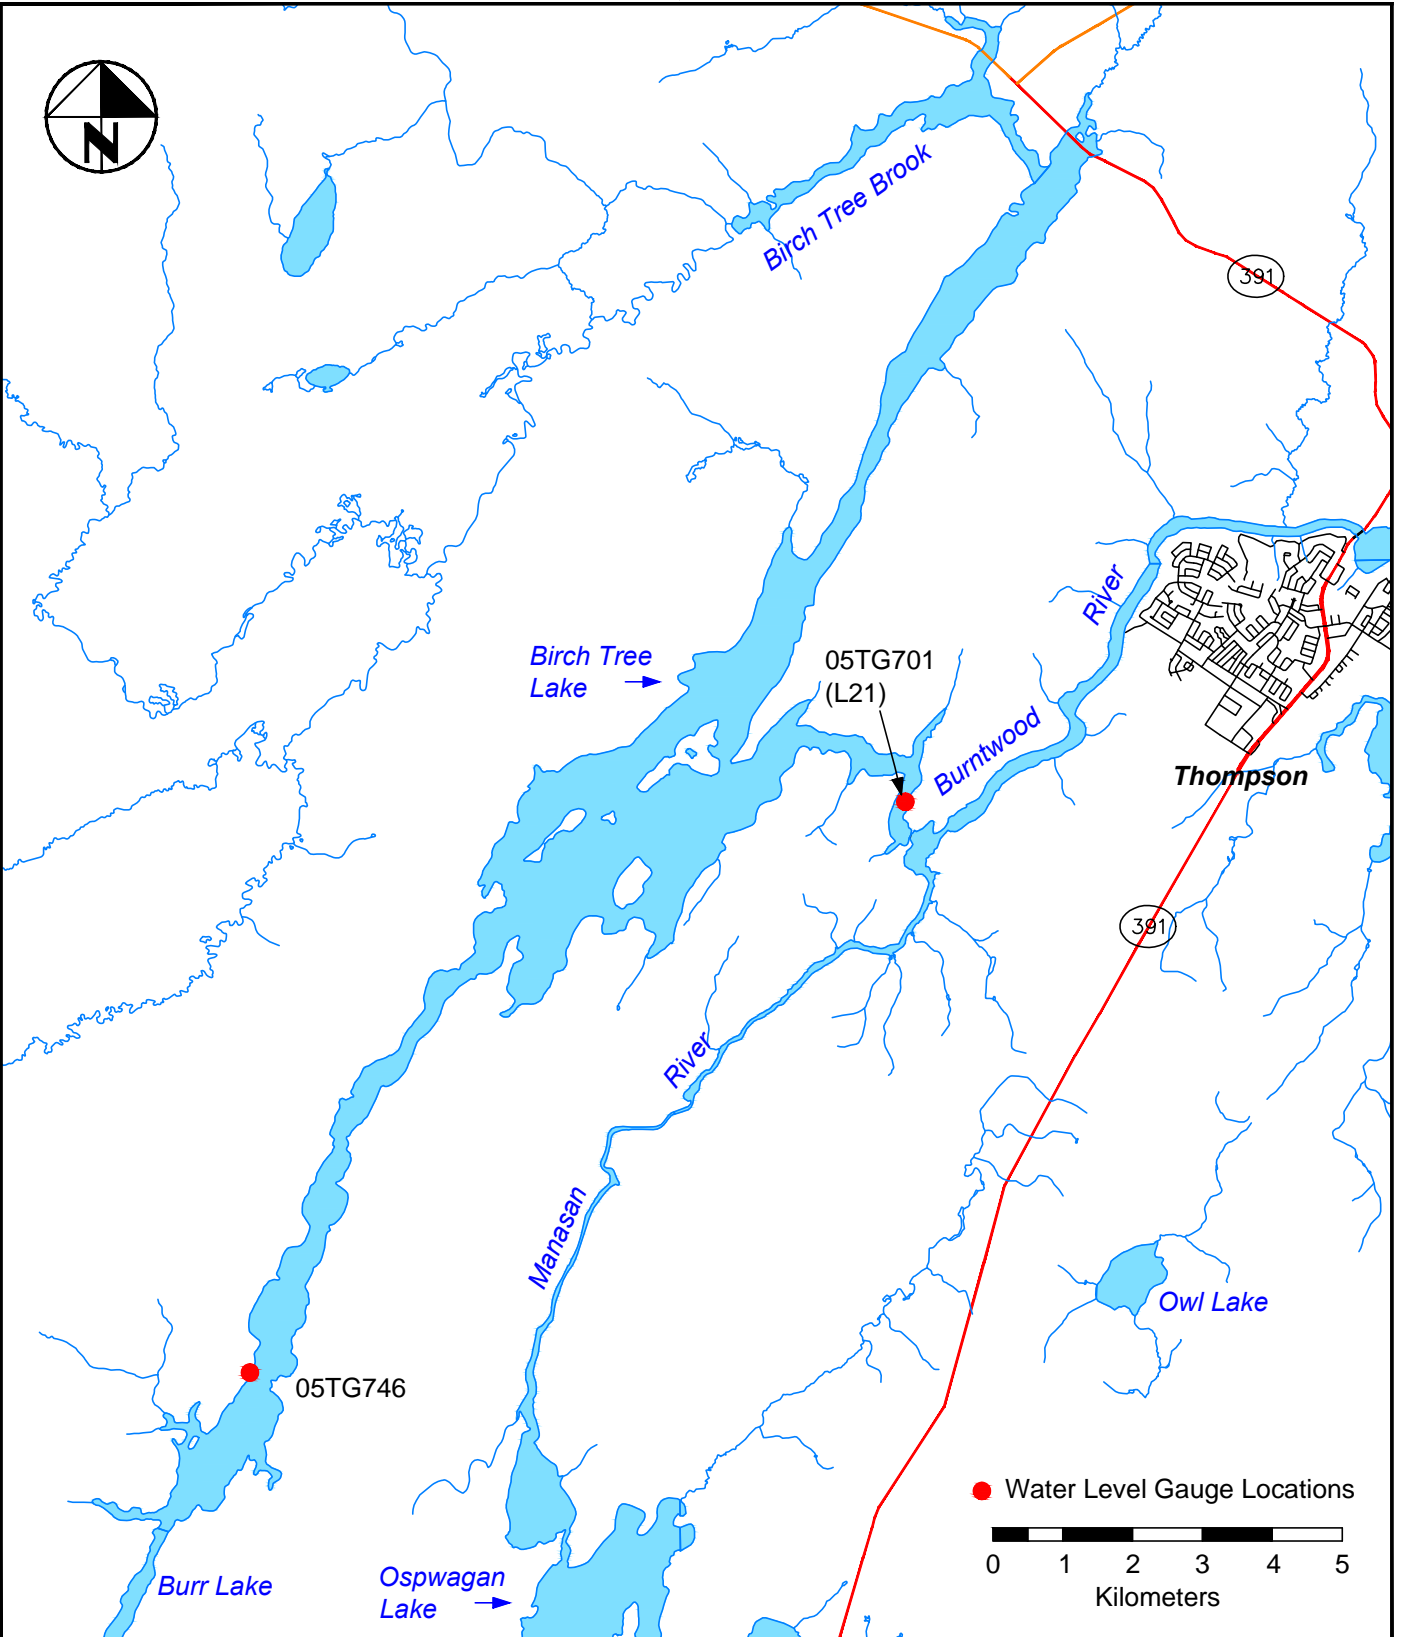 N
Birch Tree Brook
391
River
Birch Tree
Lake
05TG701
(L21)
Burntwood
Thompson
391
River
Manasan
Owl Lake
05TG746
Water Level Gauge Locations
0 1 2 3 4 5
Kilometers
Burr Lake
Ospwagan
Lake